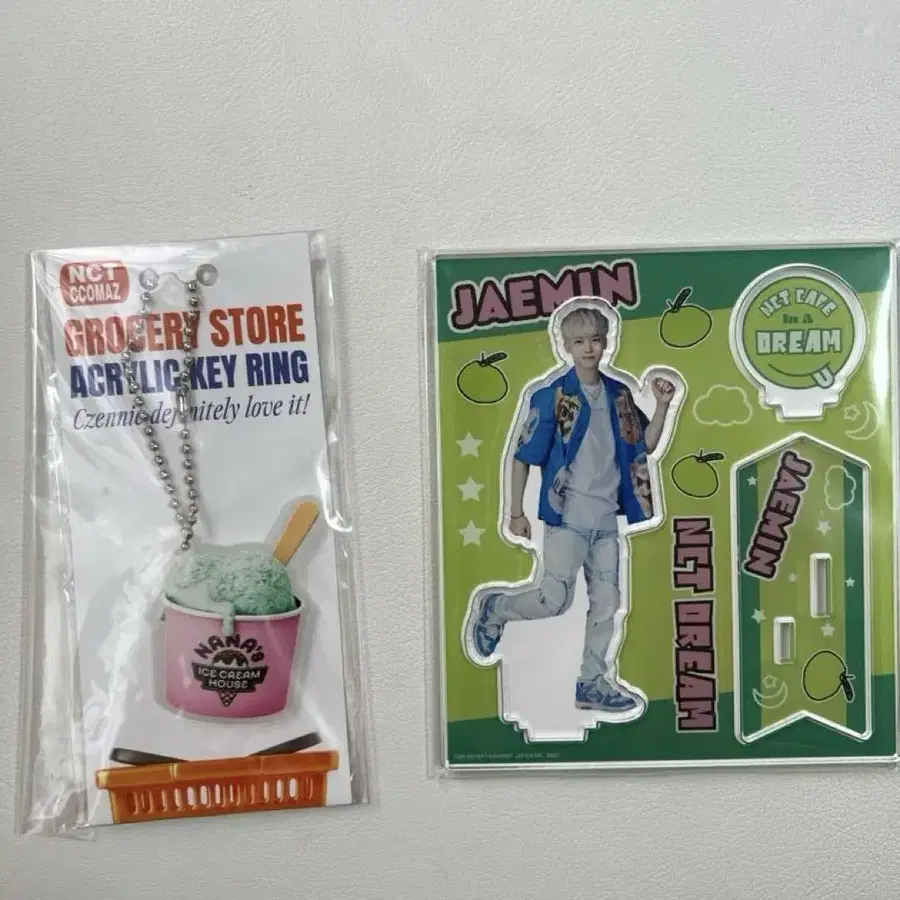 NCT
CCOMAZ
GROCERY STORE
ACRYLIC KEY RING
Czennie definitely love it!
NANA'S
ICE CREAM
HOUSE
JAEMIN
NCT CAFE
In A
DREAM
JAEMIN
NCT DREAM